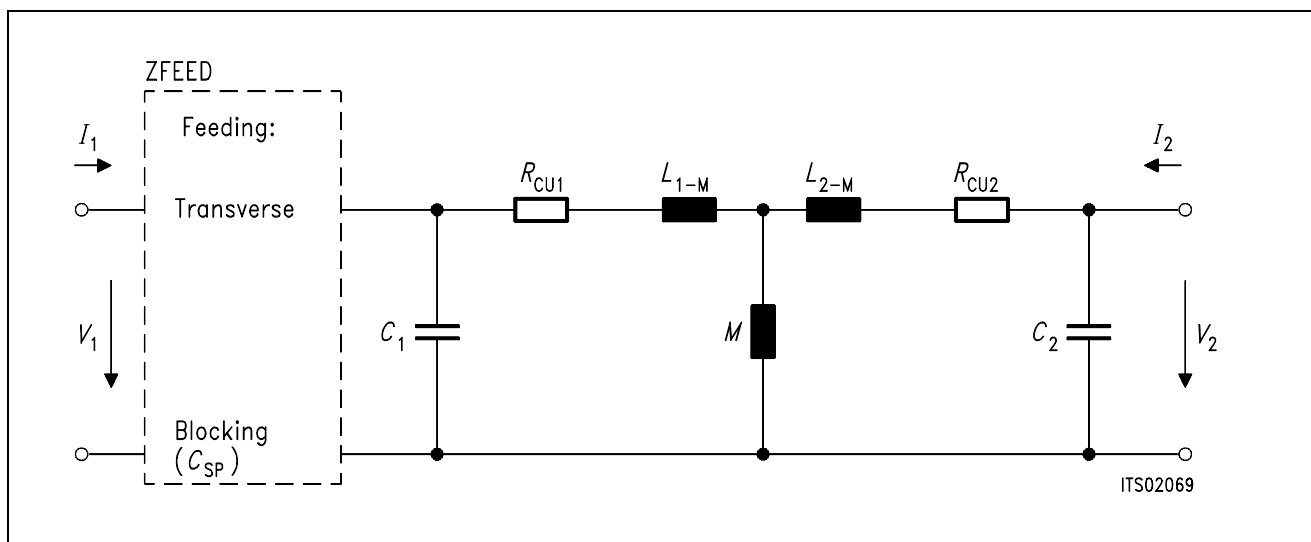 ZFEED
Feeding:
I1
I2
RCU1
L1-M
L2-M
RCU2
Transverse
V1
C1
M
C2
V2
Blocking
(CSP)
ITS02069